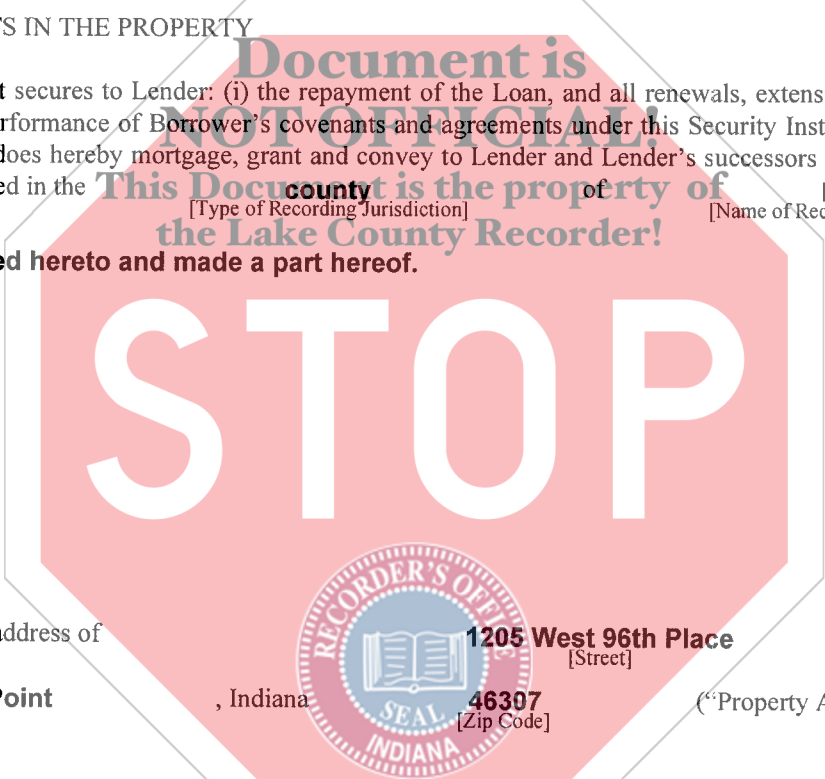 S IN THE PROPERTY
Document is
t secures to Lender: (i) the repayment of the Loan, and all renewals, extens
NOT OFFICIAL!
rformance of Borrower's covenants and agreements under this Security Inst
does hereby mortgage, grant and convey to Lender and Lender's successors
ed in the county of
This Document is the property of
[Type of Recording Jurisdiction] [Name of Rec
the Lake County Recorder!
ed hereto and made a part hereof.
STOP
RECORDER'S OFFICE
SEAL
INDIANA
address of 1205 West 96th Place
[Street]
Point , Indiana 46307 ("Property A
[Zip Code]